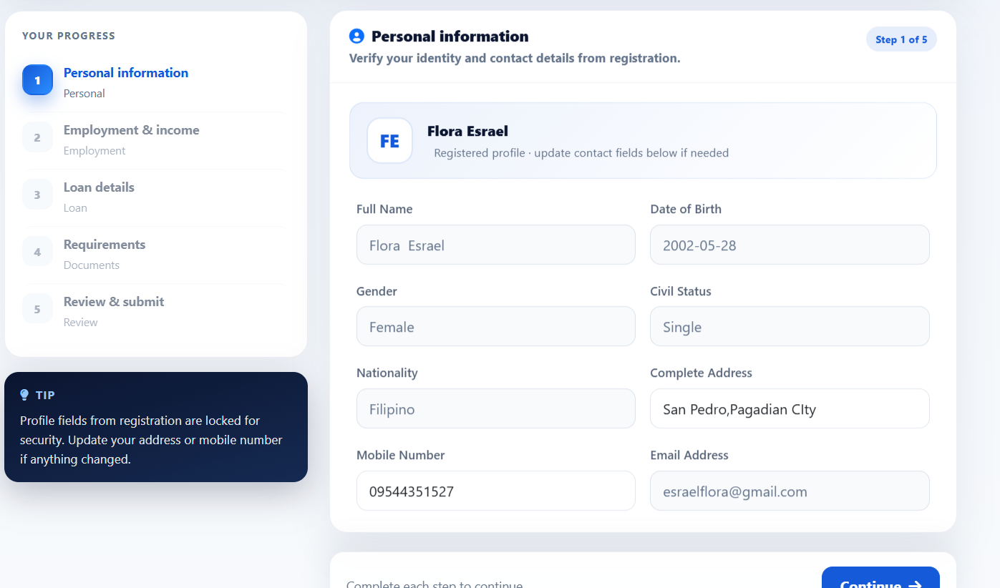 YOUR PROGRESS
1
Personal information
Personal
2
Employment & income
Employment
3
Loan details
Loan
4
Requirements
Documents
5
Review & submit
Review
TIP
Profile fields from registration are locked for
security. Update your address or mobile number
if anything changed.
Personal information
Step 1 of 5
Verify your identity and contact details from registration.
FE
Flora Esrael
Registered profile · update contact fields below if needed
Full Name
Flora  Esrael
Date of Birth
2002-05-28
Gender
Female
Civil Status
Single
Nationality
Filipino
Complete Address
San Pedro,Pagadian CIty
Mobile Number
09544351527
Email Address
esraelflora@gmail.com
Complete each step to continue
Continue →